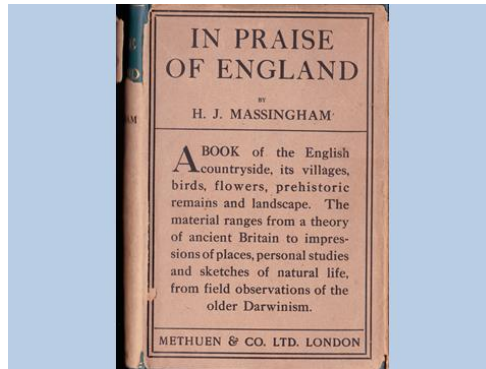 IN PRAISE
OF ENGLAND
BY
H. J. MASSINGHAM
A BOOK of the English
countryside, its villages,
birds, flowers, prehistoric
remains and landscape. The
material ranges from a theory
of ancient Britain to impres-
sions of places, personal studies
and sketches of natural life,
from field observations of the
older Darwinism.
METHUEN & CO. LTD. LONDON